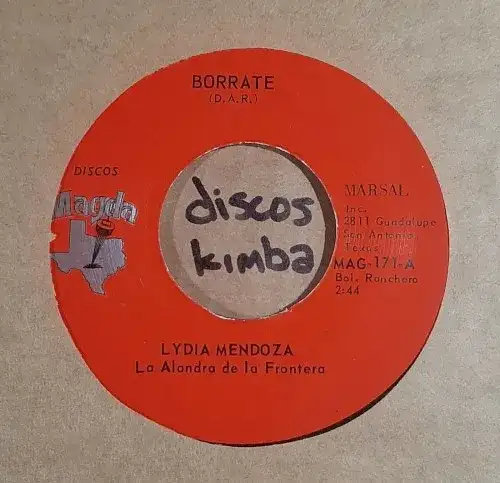 BORRATE
(D.A.R.)
DISCOS
Magda
MARSAL
Inc.
2811 Guadalupe
San Antonio
Texas
MAG-171-A
Bol. Ranchero
2:44
discos
kimba
LYDIA MENDOZA
La Alondra de la Frontera